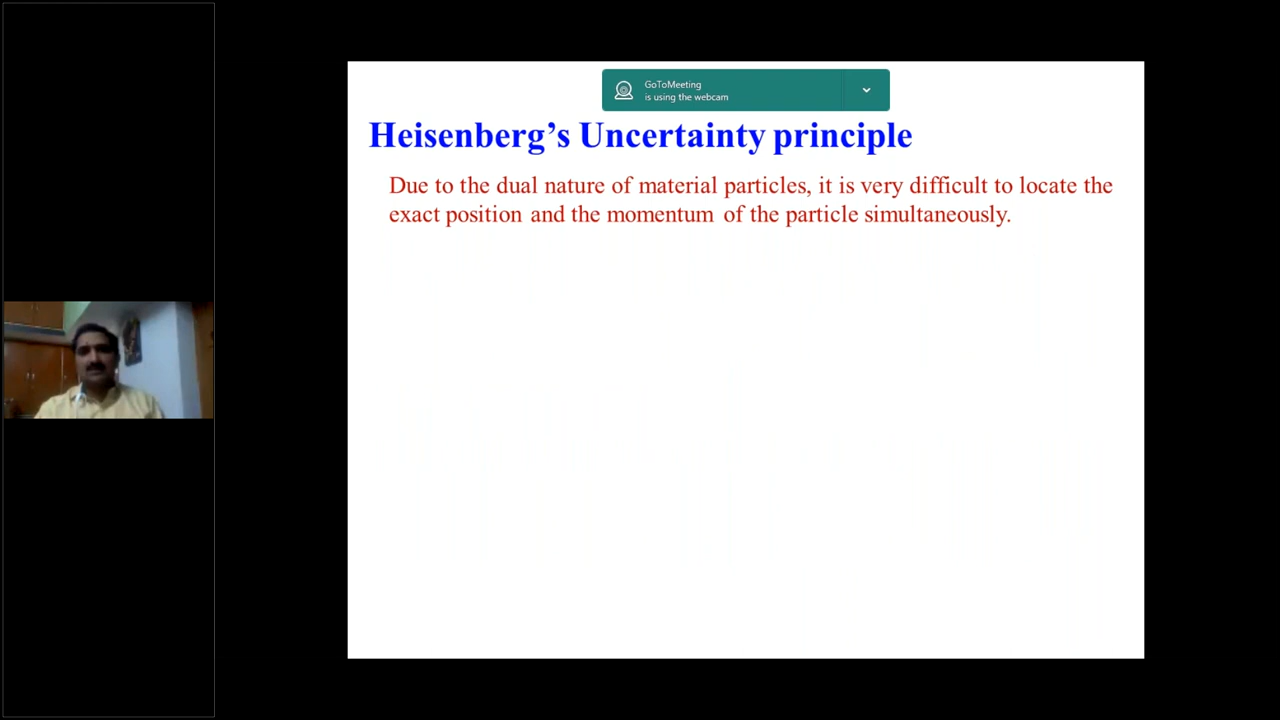 GoToMeeting
is using the webcam
Heisenberg’s Uncertainty principle
Due to the dual nature of material particles, it is very difficult to locate the
exact position and the momentum of the particle simultaneously.